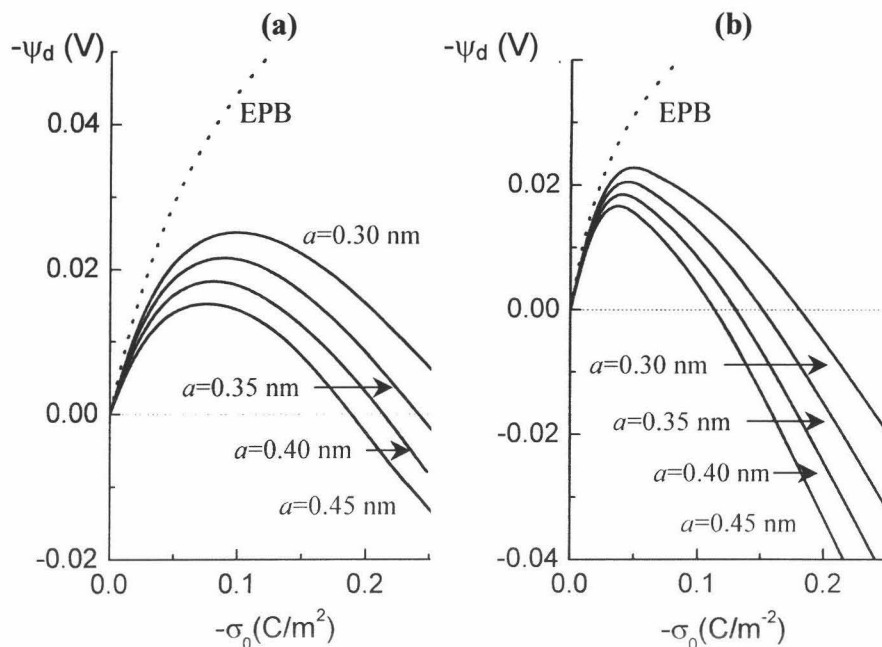 (a)
-ψd (V)
0.04
0.02
0.00
-0.02
EPB
a=0.30 nm
a=0.35 nm
a=0.40 nm
a=0.45 nm
0.0 0.1 0.2
-σ0(C/m2)
(b)
-ψd (V)
0.02
0.00
-0.02
-0.04
EPB
a=0.30 nm
a=0.35 nm
a=0.40 nm
a=0.45 nm
0.0 0.1 0.2
-σ0(C/m-2)